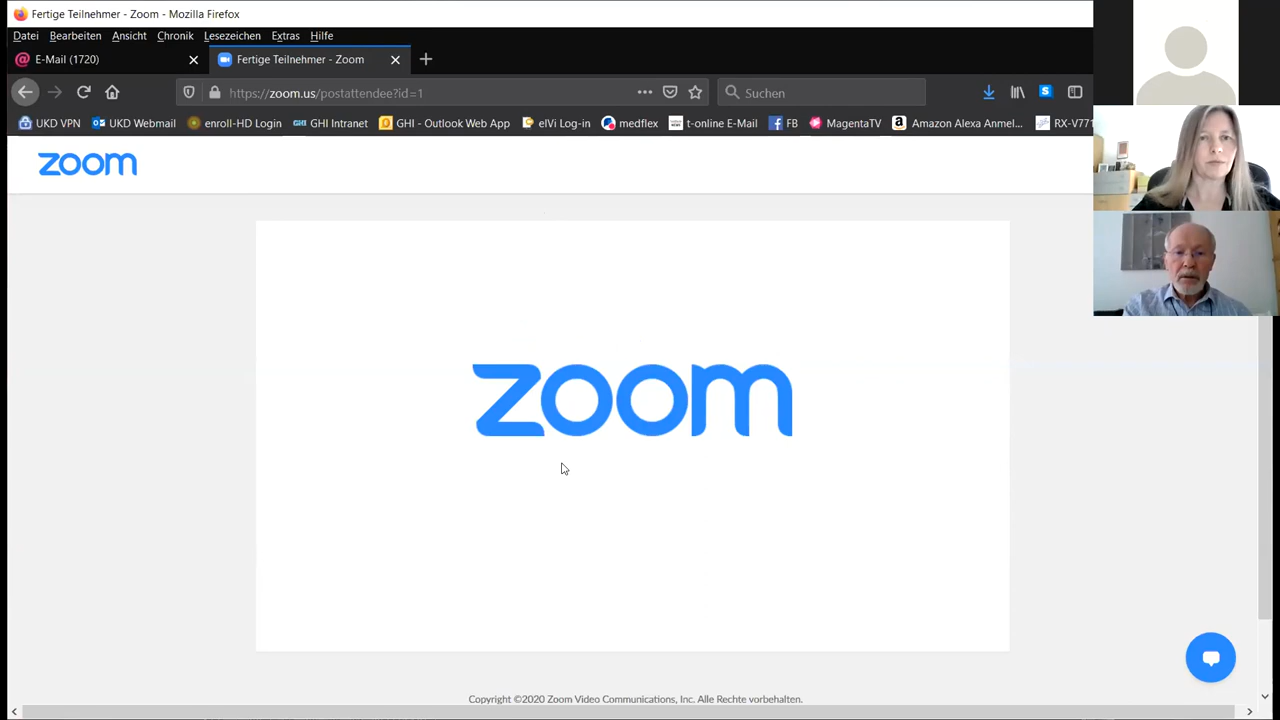 Fertige Teilnehmer - Zoom - Mozilla Firefox
Datei Bearbeiten Ansicht Chronik Lesezeichen Extras Hilfe
E-Mail (1720) Fertige Teilnehmer - Zoom
https://zoom.us/postattendee?id=1 Suchen
UKD VPN UKD Webmail enroll-HD Login GHI Intranet GHI - Outlook Web App elVi Log-in medflex t-online E-Mail FB MagentaTV Amazon Alexa Anmel... RX-V771
zoom
zoom
Copyright ©2020 Zoom Video Communications, Inc. Alle Rechte vorbehalten.